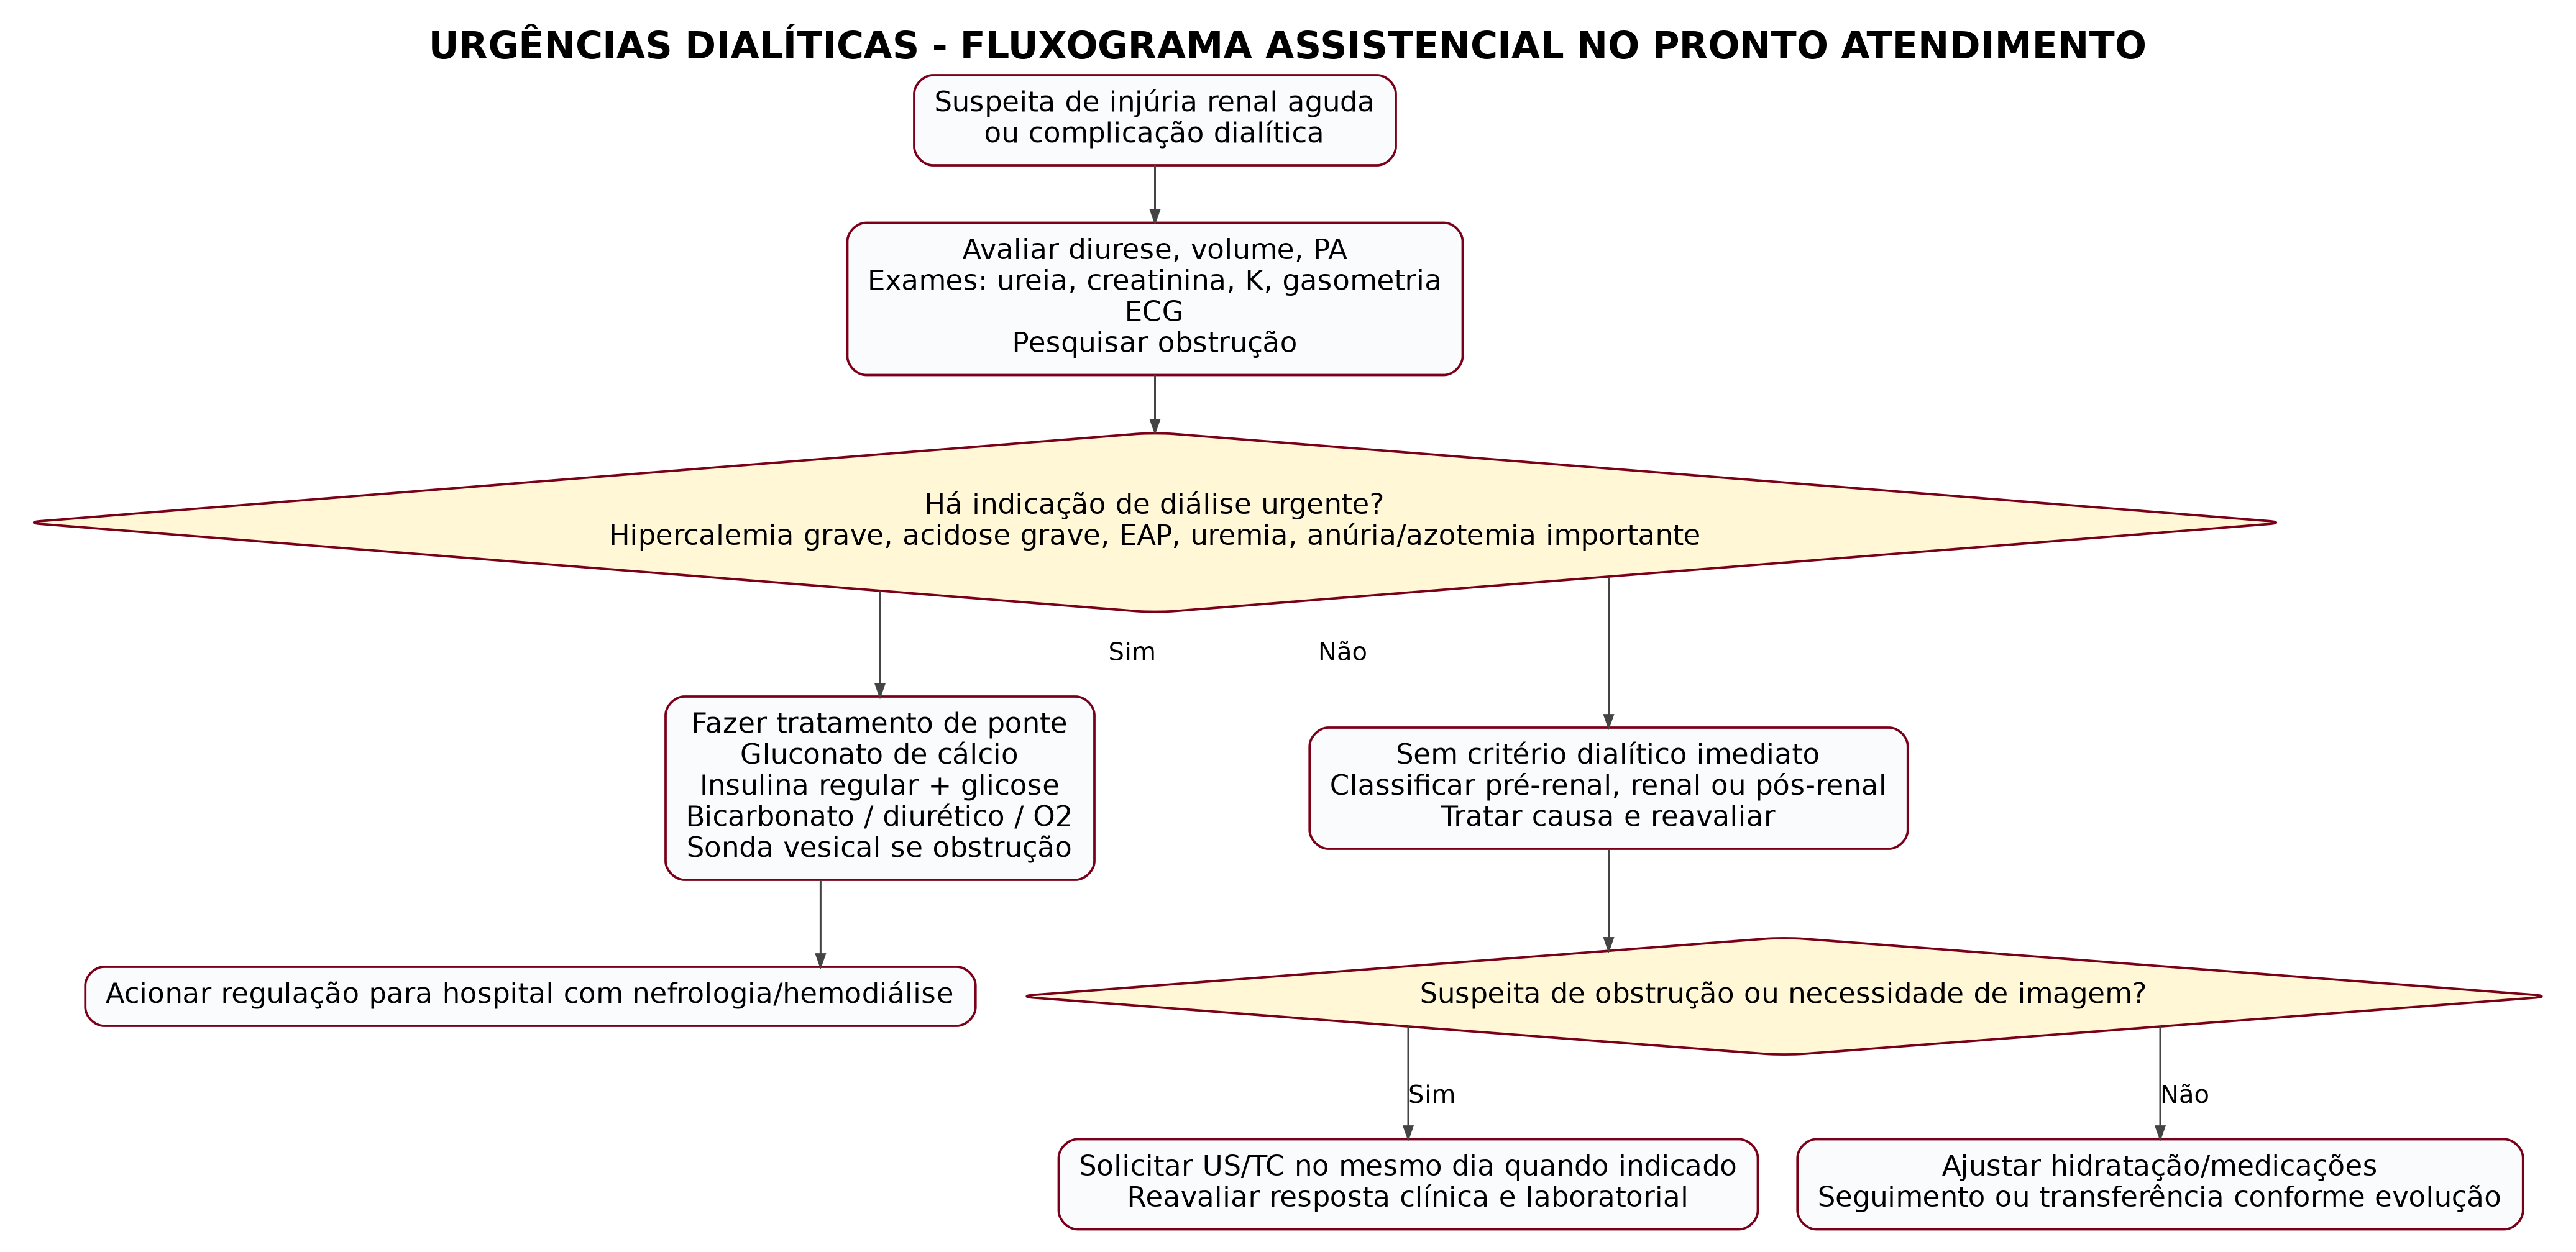 URGÊNCIAS DIALÍTICAS - FLUXOGRAMA ASSISTENCIAL NO PRONTO ATENDIMENTO
Suspeita de injúria renal aguda
ou complicação dialítica
Avaliar diurese, volume, PA
Exames: ureia, creatinina, K, gasometria
ECG
Pesquisar obstrução
Há indicação de diálise urgente?
Hipercalemia grave, acidose grave, EAP, uremia, anúria/azotemia importante
Sim
Não
Fazer tratamento de ponte
Gluconato de cálcio
Insulina regular + glicose
Bicarbonato / diurético / O2
Sonda vesical se obstrução
Sem critério dialítico imediato
Classificar pré-renal, renal ou pós-renal
Tratar causa e reavaliar
Acionar regulação para hospital com nefrologia/hemodiálise
Suspeita de obstrução ou necessidade de imagem?
Sim
Não
Solicitar US/TC no mesmo dia quando indicado
Reavaliar resposta clínica e laboratorial
Ajustar hidratação/medicações
Seguimento ou transferência conforme evolução